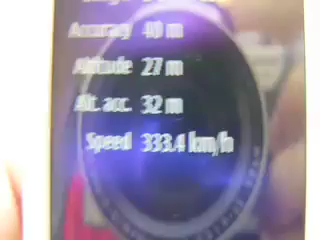 Accuracy 40 m
Altitude 27 m
Alt. acc. 32 m
Speed 333.4 km/h